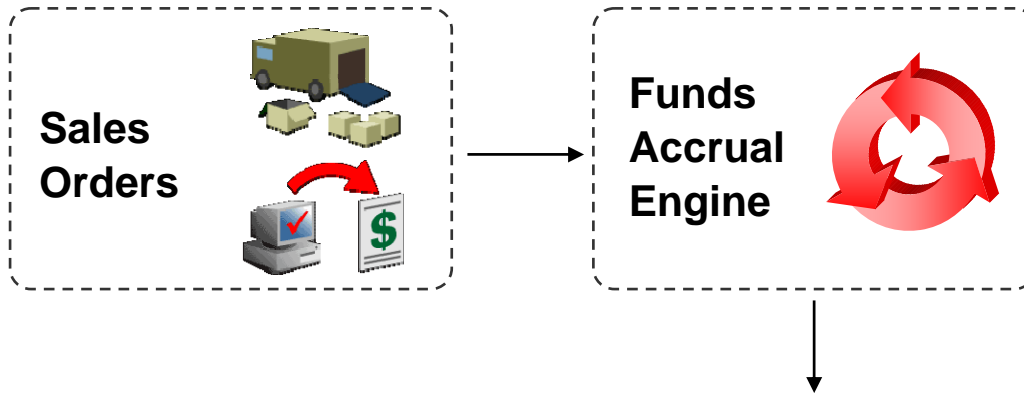 Sales
Orders
$
Funds
Accrual
Engine